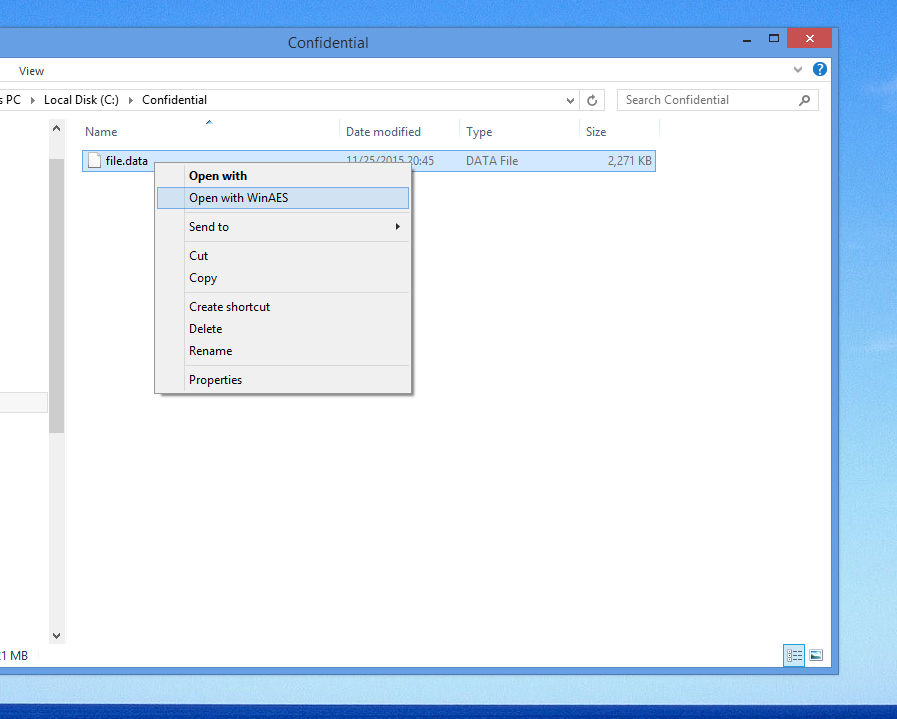 Confidential
View
s PC Local Disk (C:) Confidential
Search Confidential
Name Date modified Type Size
file.data 11/25/2015 20:45 DATA File 2,271 KB
Open with
Open with WinAES
Send to
Cut
Copy
Create shortcut
Delete
Rename
Properties
1 MB